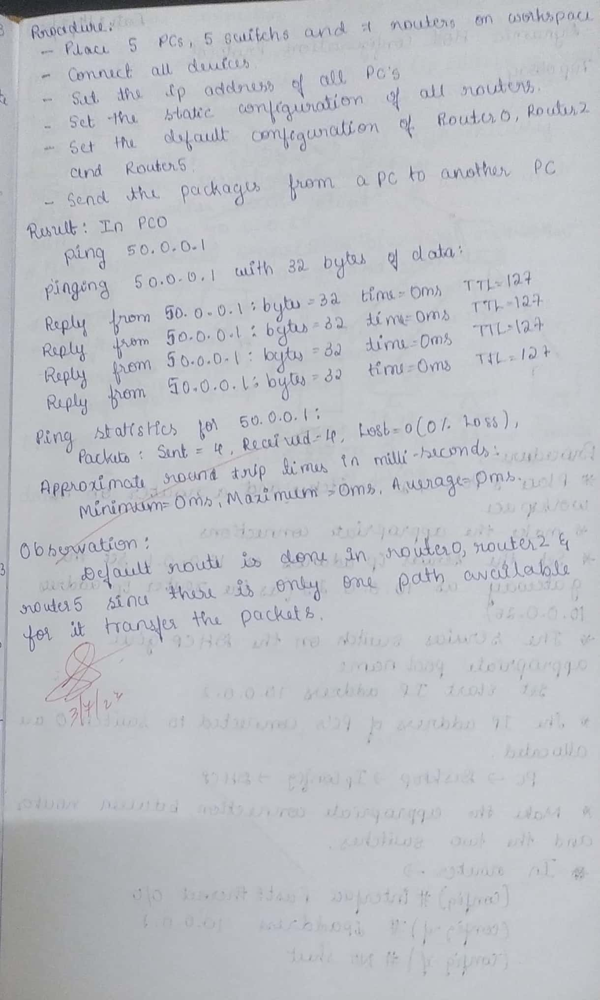 Procedure:
- Place 5 PCs, 5 switchs and 7 routers on workspace
- Connect all devices
- Set the Ip address of all PC's
- Set the static configuration of all routers.
- Set the default configuration of Router0, Router2
and Router5.
- Send the packages from a PC to another PC
Result: In PC0
ping 50.0.0.1
pinging 50.0.0.1 with 32 bytes of data:
Reply from 50.0.0.1: bytes=32 time=0ms TTL=127
Reply from 50.0.0.1: bytes=32 time=0ms TTL=127
Reply from 50.0.0.1: bytes=32 time=0ms TTL=127
Reply from 50.0.0.1: bytes=32 time=0ms TTL=127
Ping statistics for 50.0.0.1:
Packets: Sent = 4, Received=4, Lost=0(0% Loss),
Approximate round trip times in milli-seconds:
Minimum=0ms, Maximum=0ms, Average=0ms.
Observation:
Default route is done in router0, router2 &
router5 since there is only one path available
for it transfer the packets.
3/7/23